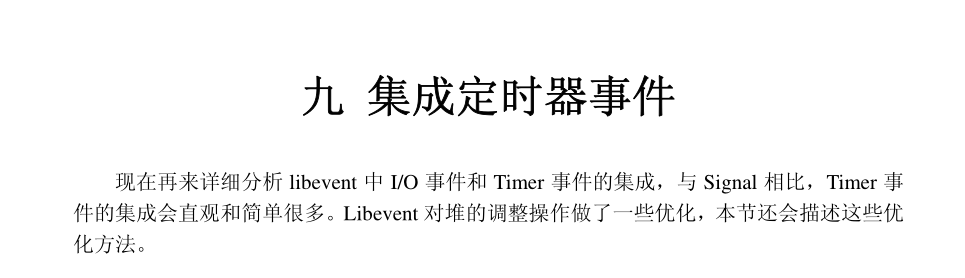 九 集成定时器事件
现在再来详细分析 libevent 中 I/O 事件和 Timer 事件的集成，与 Signal 相比，Timer 事
件的集成会直观和简单很多。Libevent 对堆的调整操作做了一些优化，本节还会描述这些优
化方法。